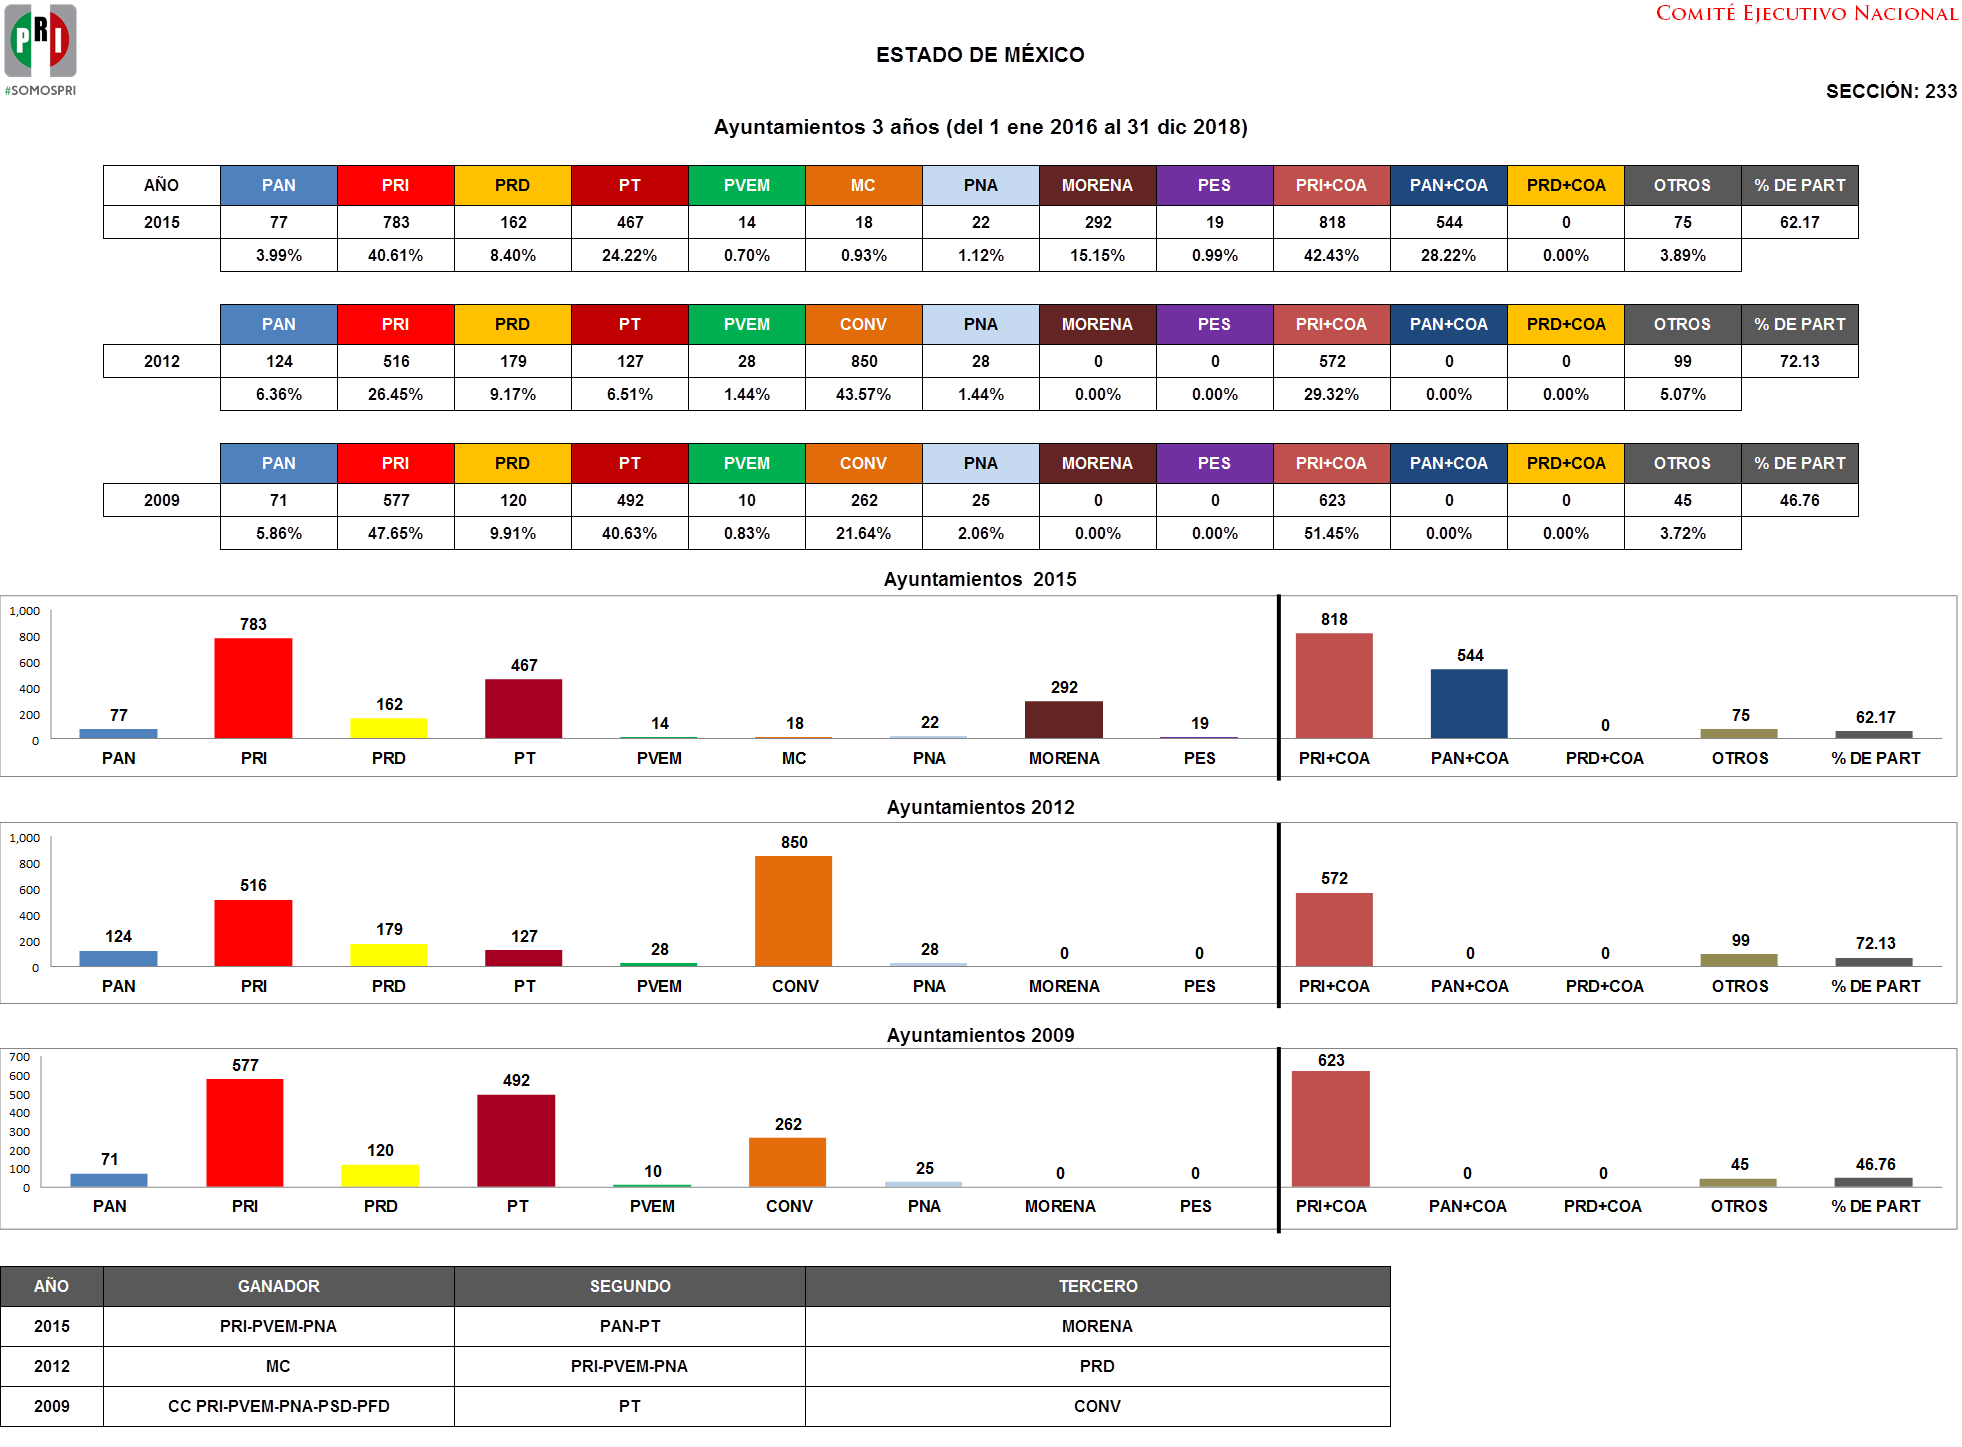 COMITÉ EJECUTIVO NACIONAL
PRI
#SOMOSPRI
ESTADO DE MÉXICO
SECCIÓN: 233
Ayuntamientos 3 años (del 1 ene 2016 al 31 dic 2018)
AÑO PAN PRI PRD PT PVEM MC PNA MORENA PES PRI+COA PAN+COA PRD+COA OTROS % DE PART
2015 77 783 162 467 14 18 22 292 19 818 544 0 75 62.17
3.99% 40.61% 8.40% 24.22% 0.70% 0.93% 1.12% 15.15% 0.99% 42.43% 28.22% 0.00% 3.89%
PAN PRI PRD PT PVEM CONV PNA MORENA PES PRI+COA PAN+COA PRD+COA OTROS % DE PART
2012 124 516 179 127 28 850 28 0 0 572 0 0 99 72.13
6.36% 26.45% 9.17% 6.51% 1.44% 43.57% 1.44% 0.00% 0.00% 29.32% 0.00% 0.00% 5.07%
PAN PRI PRD PT PVEM CONV PNA MORENA PES PRI+COA PAN+COA PRD+COA OTROS % DE PART
2009 71 577 120 492 10 262 25 0 0 623 0 0 45 46.76
5.86% 47.65% 9.91% 40.63% 0.83% 21.64% 2.06% 0.00% 0.00% 51.45% 0.00% 0.00% 3.72%
Ayuntamientos 2015
1,000
800
600
400
200
0
77 783 162 467 14 18 22 292 19 818 544 0 75 62.17
PAN PRI PRD PT PVEM MC PNA MORENA PES PRI+COA PAN+COA PRD+COA OTROS % DE PART
Ayuntamientos 2012
1,000
800
600
400
200
0
124 516 179 127 28 850 28 0 0 572 0 0 99 72.13
PAN PRI PRD PT PVEM CONV PNA MORENA PES PRI+COA PAN+COA PRD+COA OTROS % DE PART
Ayuntamientos 2009
700
600
500
400
300
200
100
0
71 577 120 492 10 262 25 0 0 623 0 0 45 46.76
PAN PRI PRD PT PVEM CONV PNA MORENA PES PRI+COA PAN+COA PRD+COA OTROS % DE PART
AÑO GANADOR SEGUNDO TERCERO
2015 PRI-PVEM-PNA PAN-PT MORENA
2012 MC PRI-PVEM-PNA PRD
2009 CC PRI-PVEM-PNA-PSD-PFD PT CONV